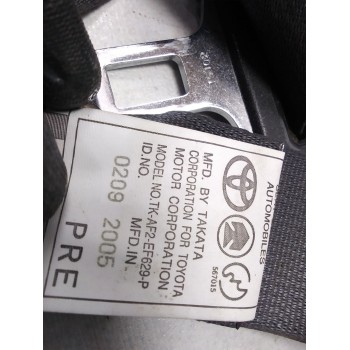 MFD. BY TAKATA
CORPORATION FOR TOYOTA
MOTOR CORPORATION
MODEL NO.TK-AF2-EF629-P
ID.NO. MFD.IN.
0209 2005
PRE
AUTOMOBILES
567015